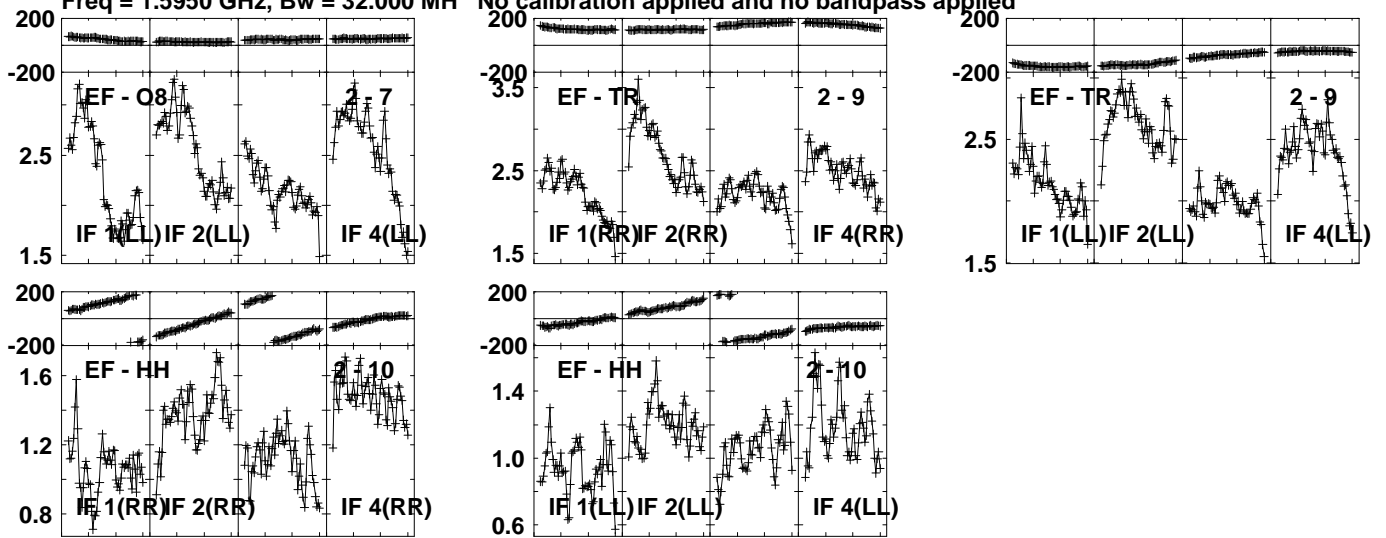 Freq = 1.5950 GHz, Bw = 32.000 MH No calibration applied and no bandpass applied
200
-200
EF - O8 2 - 7
2.5
1.5
IF 1(LL) IF 2(LL) IF 4(LL)
200
-200
3.5
EF - TR 2 - 9
2.5
1.5
IF 1(RR) IF 2(RR) IF 4(RR)
200
-200
EF - TR 2 - 9
2.5
1.5
IF 1(LL) IF 2(LL) IF 4(LL)
200
-200
1.6
EF - HH 2 - 10
1.2
0.8
IF 1(RR) IF 2(RR) IF 4(RR)
200
-200
EF - HH 2 - 10
1.4
1.0
0.6
IF 1(LL) IF 2(LL) IF 4(LL)